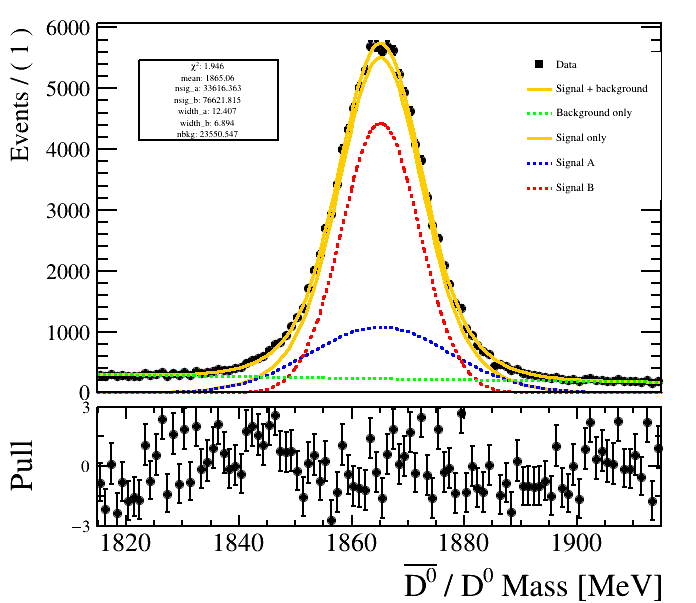 Events / ( 1 )
6000
5000
4000
3000
2000
1000
0
χ²: 1.946
mean: 1865.06
nsig_a: 33616.363
nsig_b: 76621.815
width_a: 12.407
width_b: 6.894
nbkg: 23550.547
Data
Signal + background
Background only
Signal only
Signal A
Signal B
Pull
3
0
−3
1820 1840 1860 1880 1900
D⁰ / D⁰ Mass [MeV]